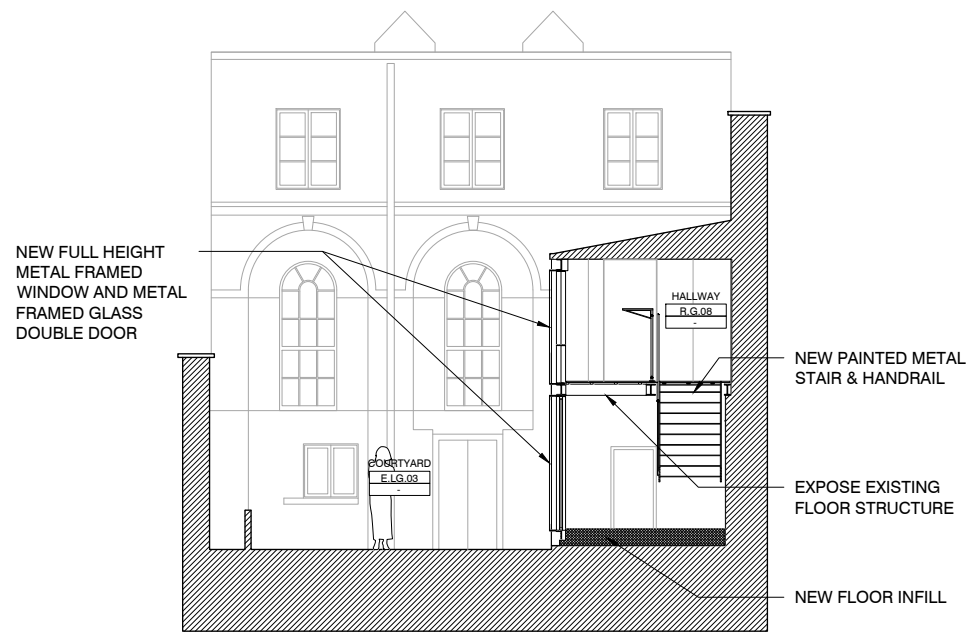 NEW FULL HEIGHT
METAL FRAMED
WINDOW AND METAL
FRAMED GLASS
DOUBLE DOOR
HALLWAY
R.G.08
-
NEW PAINTED METAL
STAIR & HANDRAIL
COURTYARD
E.LG.03
-
EXPOSE EXISTING
FLOOR STRUCTURE
NEW FLOOR INFILL